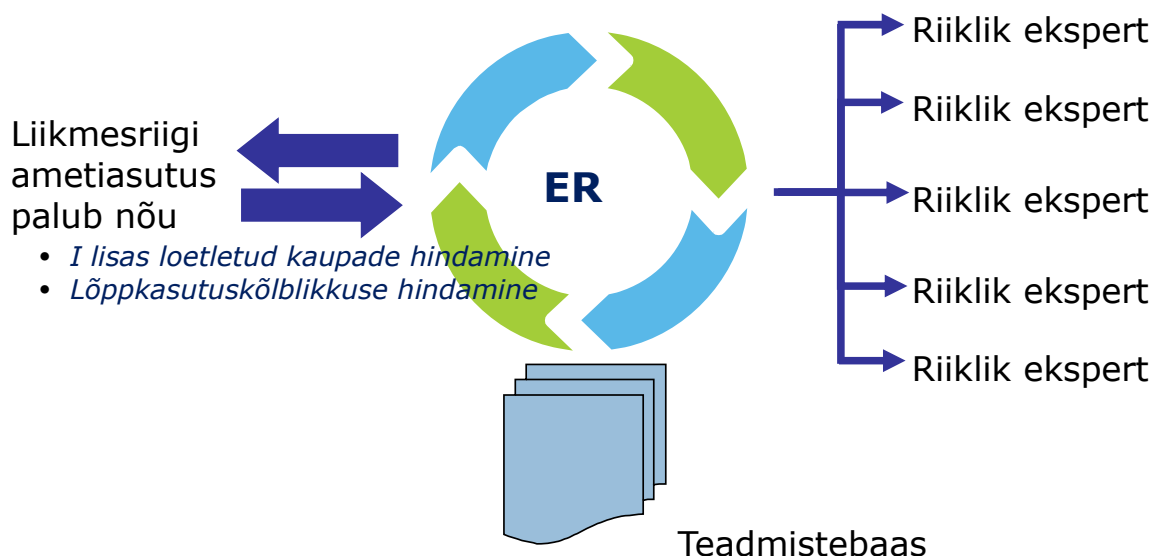 Liikmesriigi
ametiasutus
palub nõu
• I lisas loetletud kaupade hindamine
• Lõppkasutuskõlblikkuse hindamine
ER
Riiklik ekspert
Riiklik ekspert
Riiklik ekspert
Riiklik ekspert
Riiklik ekspert
Teadmistebaas